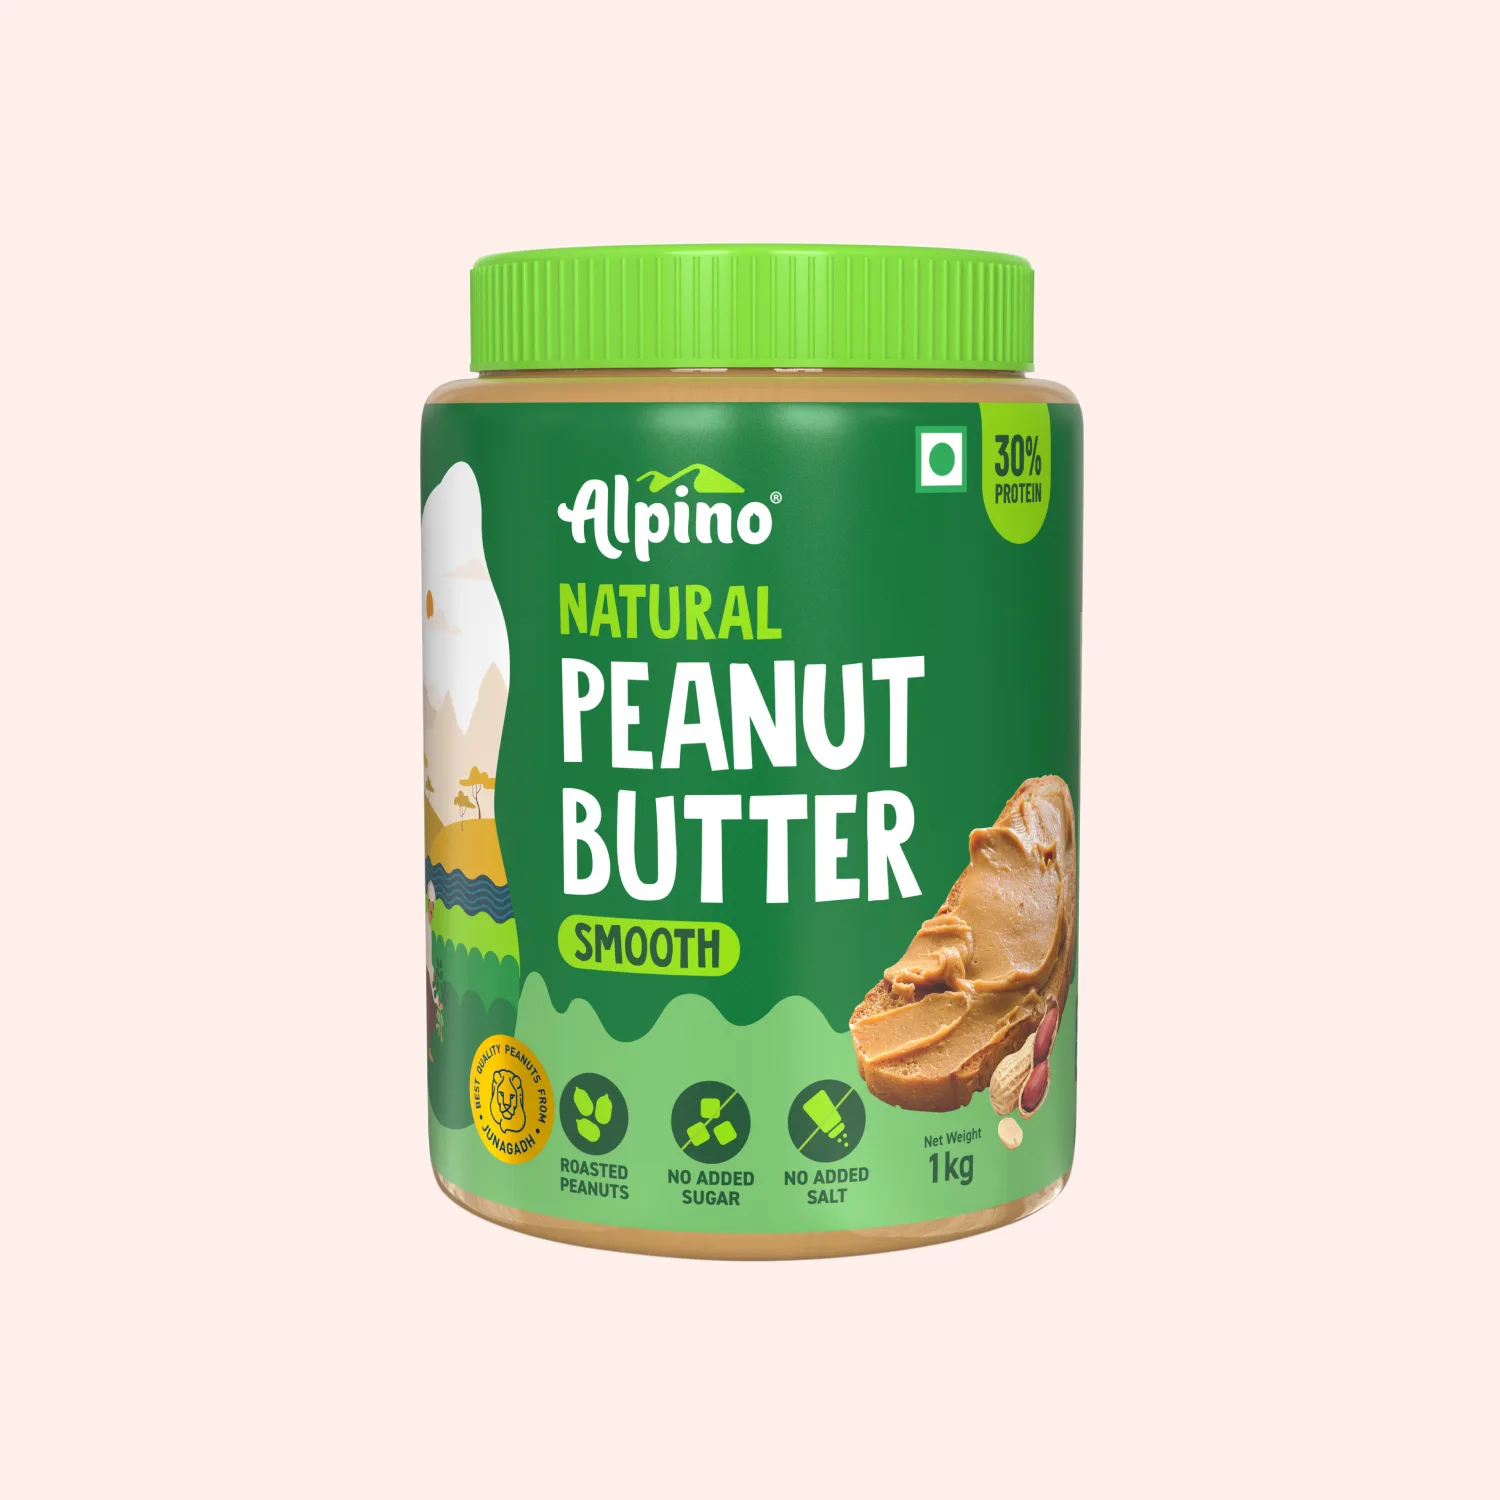 Alpino®
30%
PROTEIN
NATURAL
PEANUT
BUTTER
SMOOTH
• BEST QUALITY PEANUTS FROM •
JUNAGADH
ROASTED
PEANUTS
NO ADDED
SUGAR
NO ADDED
SALT
Net Weight
1kg